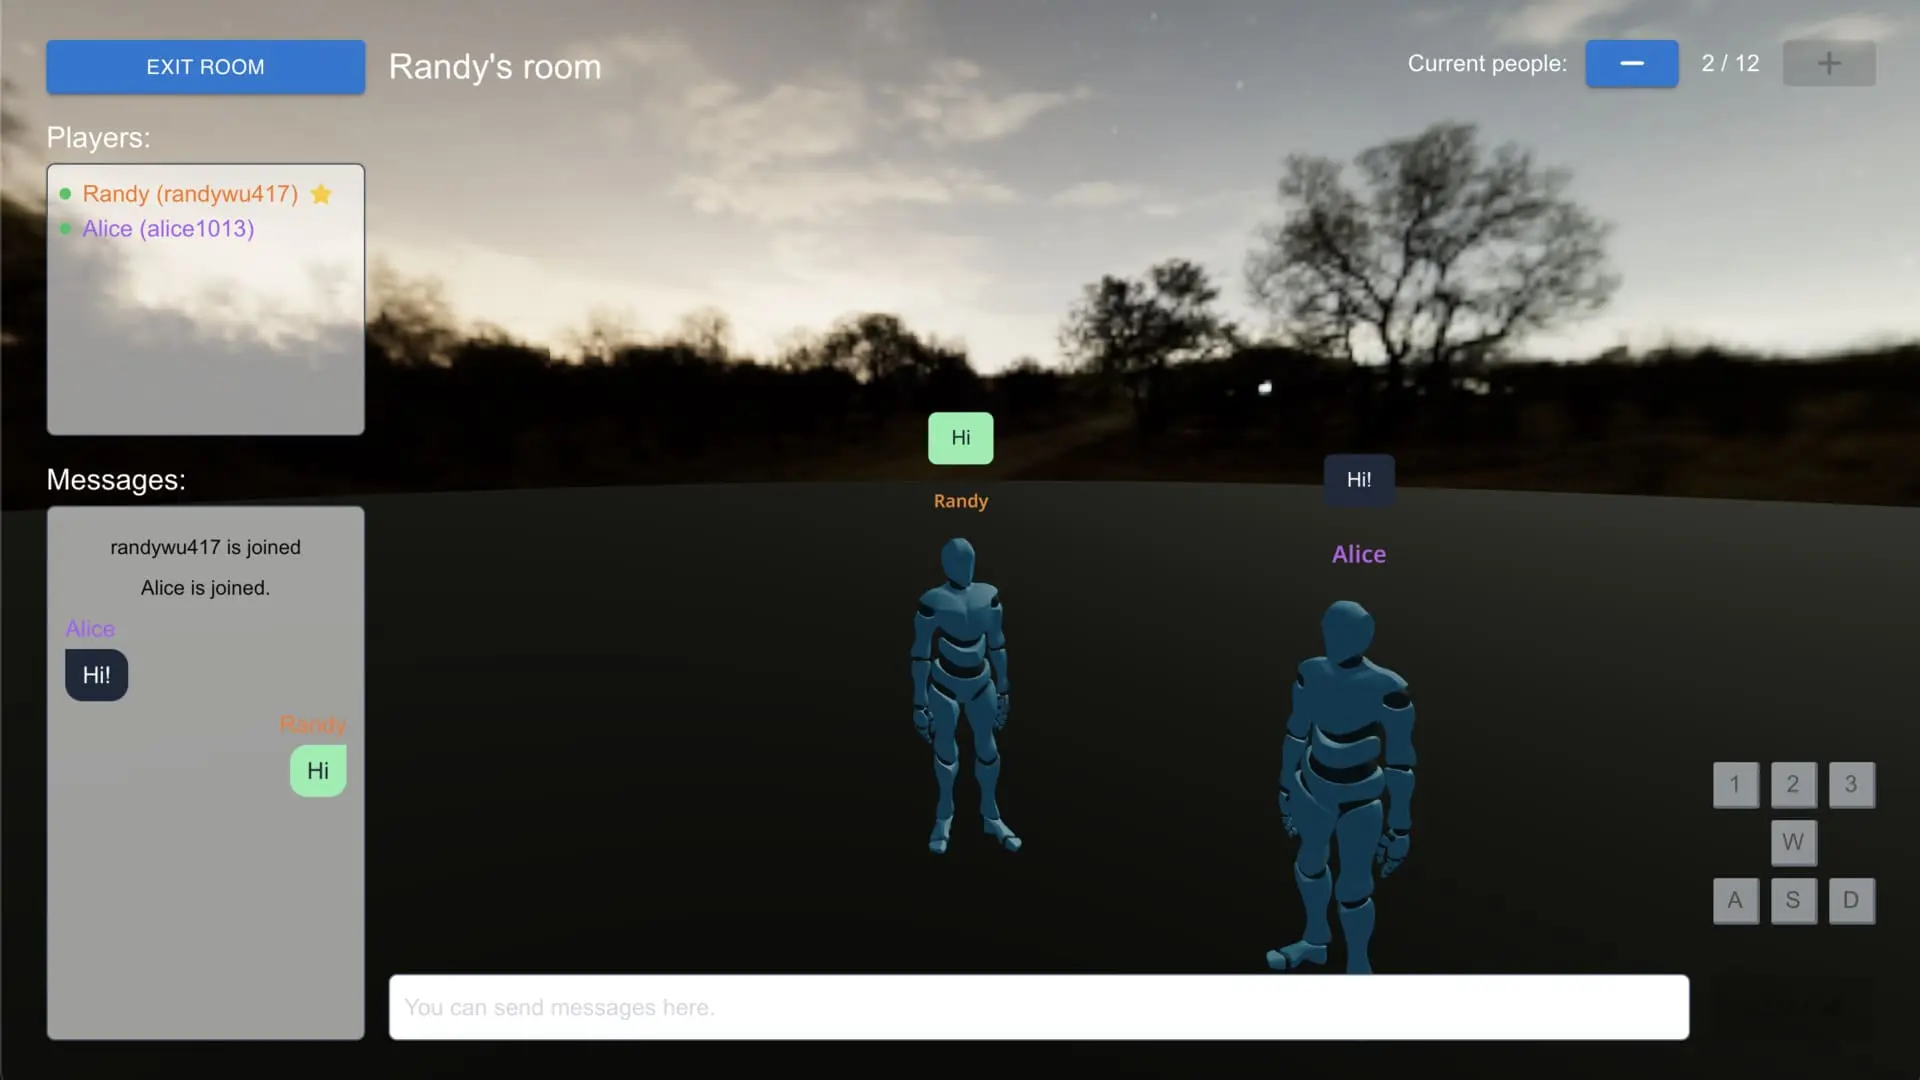 EXIT ROOM
Randy's room
Current people:
2 / 12
Players:
Randy (randywu417)
Alice (alice1013)
Messages:
randywu417 is joined
Alice is joined.
Alice
Hi!
Randy
Hi
Hi
Randy
Hi!
Alice
1 2 3
W
A S D
You can send messages here.